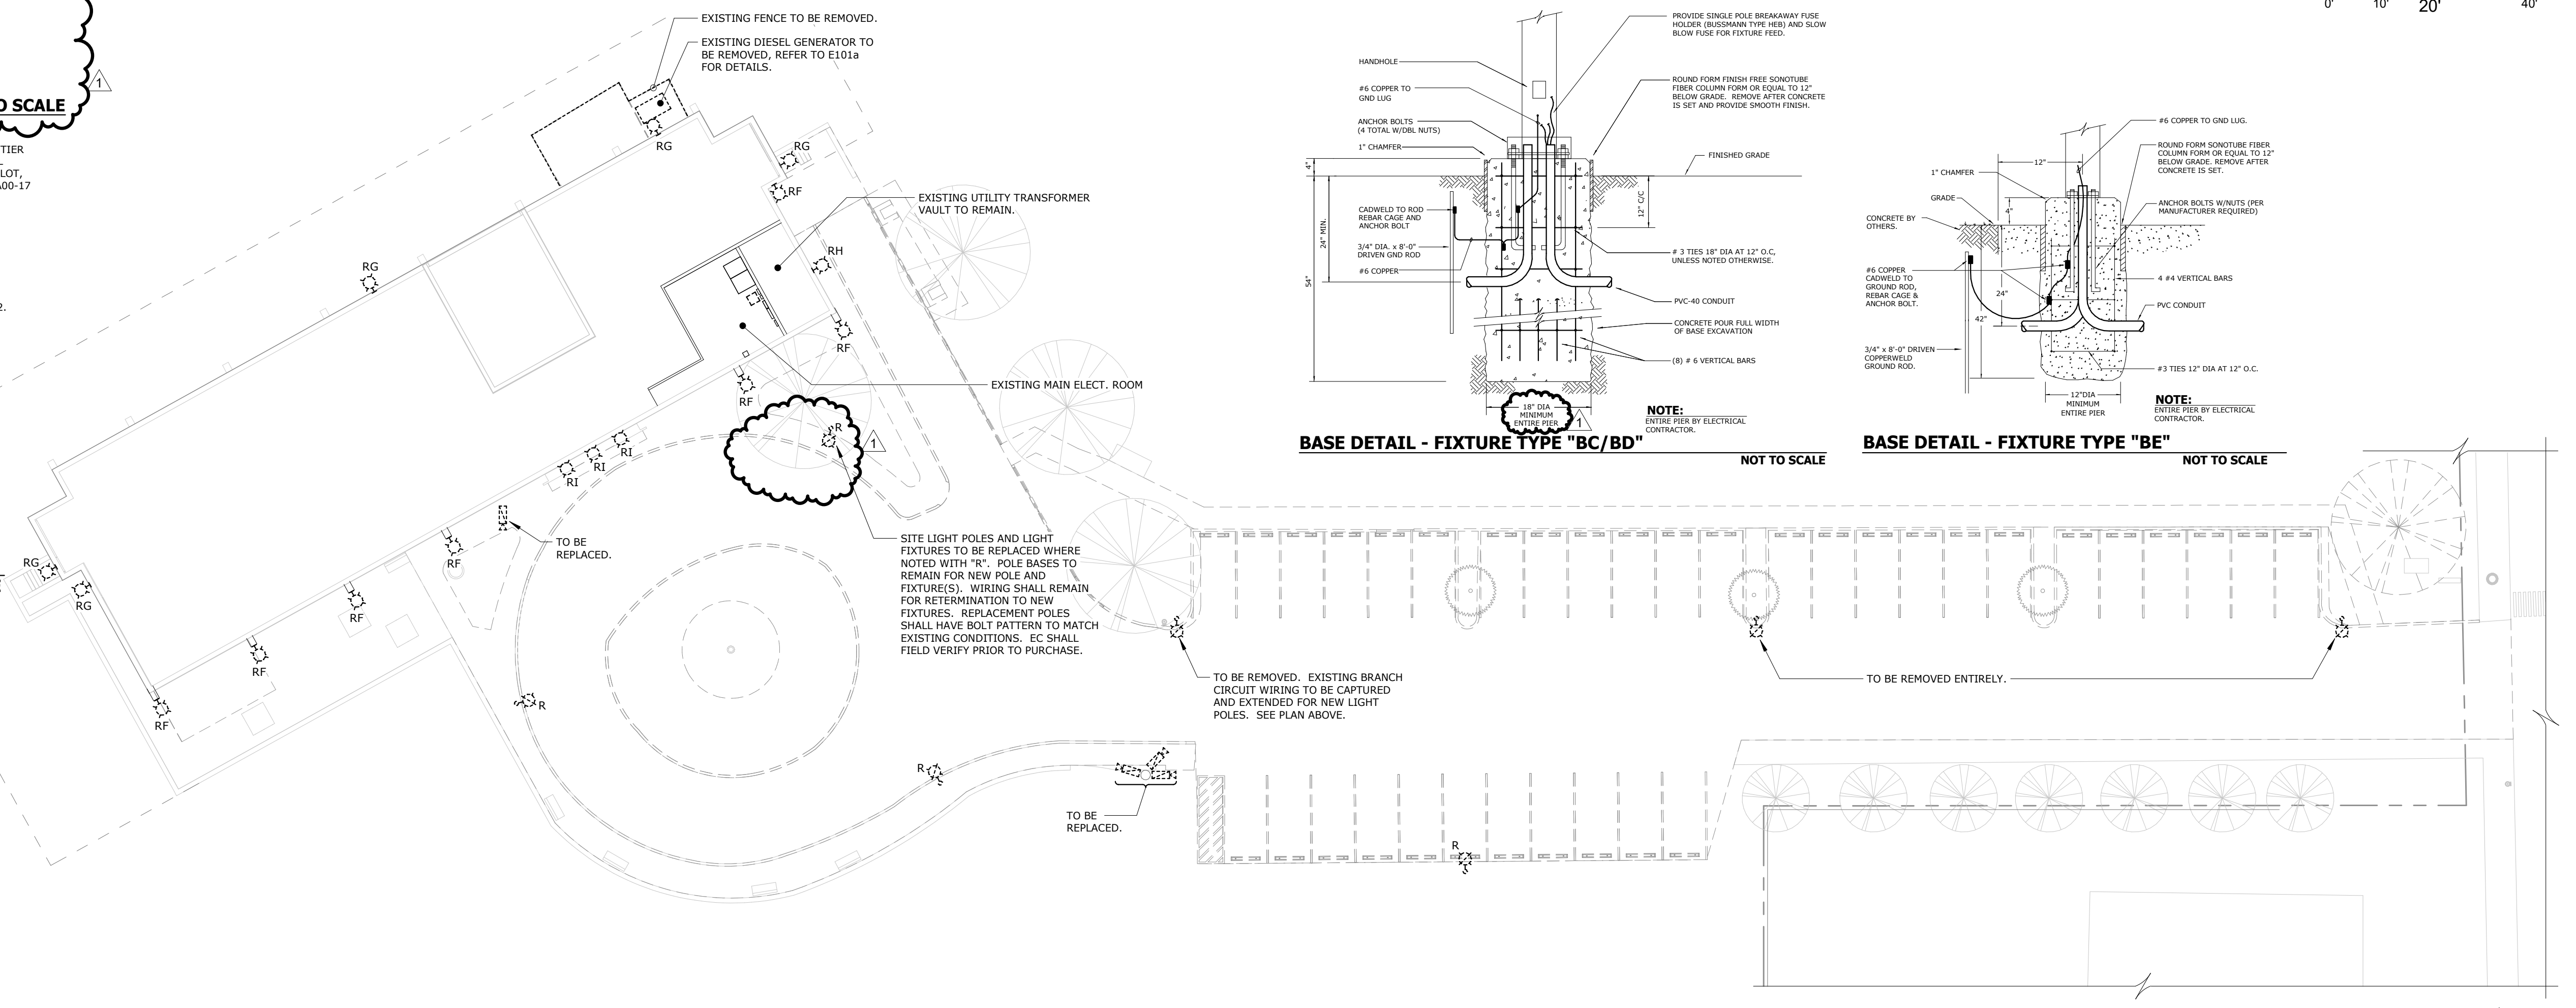 0' 10' 20' 40'
1
O SCALE
TIER
LOT,
A00-17
2.
EXISTING FENCE TO BE REMOVED.
EXISTING DIESEL GENERATOR TO
BE REMOVED, REFER TO E101a
FOR DETAILS.
RG
RG
RF
EXISTING UTILITY TRANSFORMER
VAULT TO REMAIN.
RH
RG
RF
EXISTING MAIN ELECT. ROOM
RF
R
1
RI
RI
RI
TO BE
REPLACED.
RF
RG
RG
RF
RF
RF
R
SITE LIGHT POLES AND LIGHT
FIXTURES TO BE REPLACED WHERE
NOTED WITH "R". POLE BASES TO
REMAIN FOR NEW POLE AND
FIXTURE(S). WIRING SHALL REMAIN
FOR RETERMINATION TO NEW
FIXTURES. REPLACEMENT POLES
SHALL HAVE BOLT PATTERN TO MATCH
EXISTING CONDITIONS. EC SHALL
FIELD VERIFY PRIOR TO PURCHASE.
R
TO BE
REPLACED.
TO BE REMOVED. EXISTING BRANCH
CIRCUIT WIRING TO BE CAPTURED
AND EXTENDED FOR NEW LIGHT
POLES. SEE PLAN ABOVE.
TO BE REMOVED ENTIRELY.
R
PROVIDE SINGLE POLE BREAKAWAY FUSE
HOLDER (BUSSMANN TYPE HEB) AND SLOW
BLOW FUSE FOR FIXTURE FEED.
HANDHOLE
#6 COPPER TO
GND LUG
ROUND FORM FINISH FREE SONOTUBE
FIBER COLUMN FORM OR EQUAL TO 12"
BELOW GRADE. REMOVE AFTER CONCRETE
IS SET AND PROVIDE SMOOTH FINISH.
ANCHOR BOLTS
(4 TOTAL W/DBL NUTS)
1" CHAMFER
FINISHED GRADE
4"
24" MIN.
54"
12" C/C
CADWELD TO ROD
REBAR CAGE AND
ANCHOR BOLT
3/4" DIA. x 8'-0"
DRIVEN GND ROD
#6 COPPER
# 3 TIES 18" DIA AT 12" O.C,
UNLESS NOTED OTHERWISE.
PVC-40 CONDUIT
CONCRETE POUR FULL WIDTH
OF BASE EXCAVATION
(8) # 6 VERTICAL BARS
18" DIA
MINIMUM
ENTIRE PIER
1
NOTE:
ENTIRE PIER BY ELECTRICAL
CONTRACTOR.
BASE DETAIL - FIXTURE TYPE "BC/BD"
NOT TO SCALE
#6 COPPER TO GND LUG.
ROUND FORM SONOTUBE FIBER
COLUMN FORM OR EQUAL TO 12"
BELOW GRADE. REMOVE AFTER
CONCRETE IS SET.
12"
1" CHAMFER
GRADE
4"
ANCHOR BOLTS W/NUTS (PER
MANUFACTURER REQUIRED)
CONCRETE BY
OTHERS.
#6 COPPER
CADWELD TO
GROUND ROD,
REBAR CAGE &
ANCHOR BOLT.
24"
42"
4 #4 VERTICAL BARS
PVC CONDUIT
3/4" x 8'-0" DRIVEN
COPPERWELD
GROUND ROD.
#3 TIES 12" DIA AT 12" O.C.
12"DIA
MINIMUM
ENTIRE PIER
NOTE:
ENTIRE PIER BY ELECTRICAL
CONTRACTOR.
BASE DETAIL - FIXTURE TYPE "BE"
NOT TO SCALE